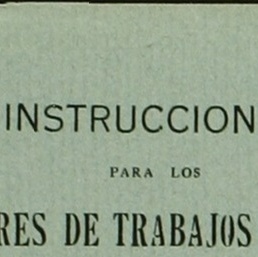 INSTRUCCION
PARA LOS
RES DE TRABAJOS